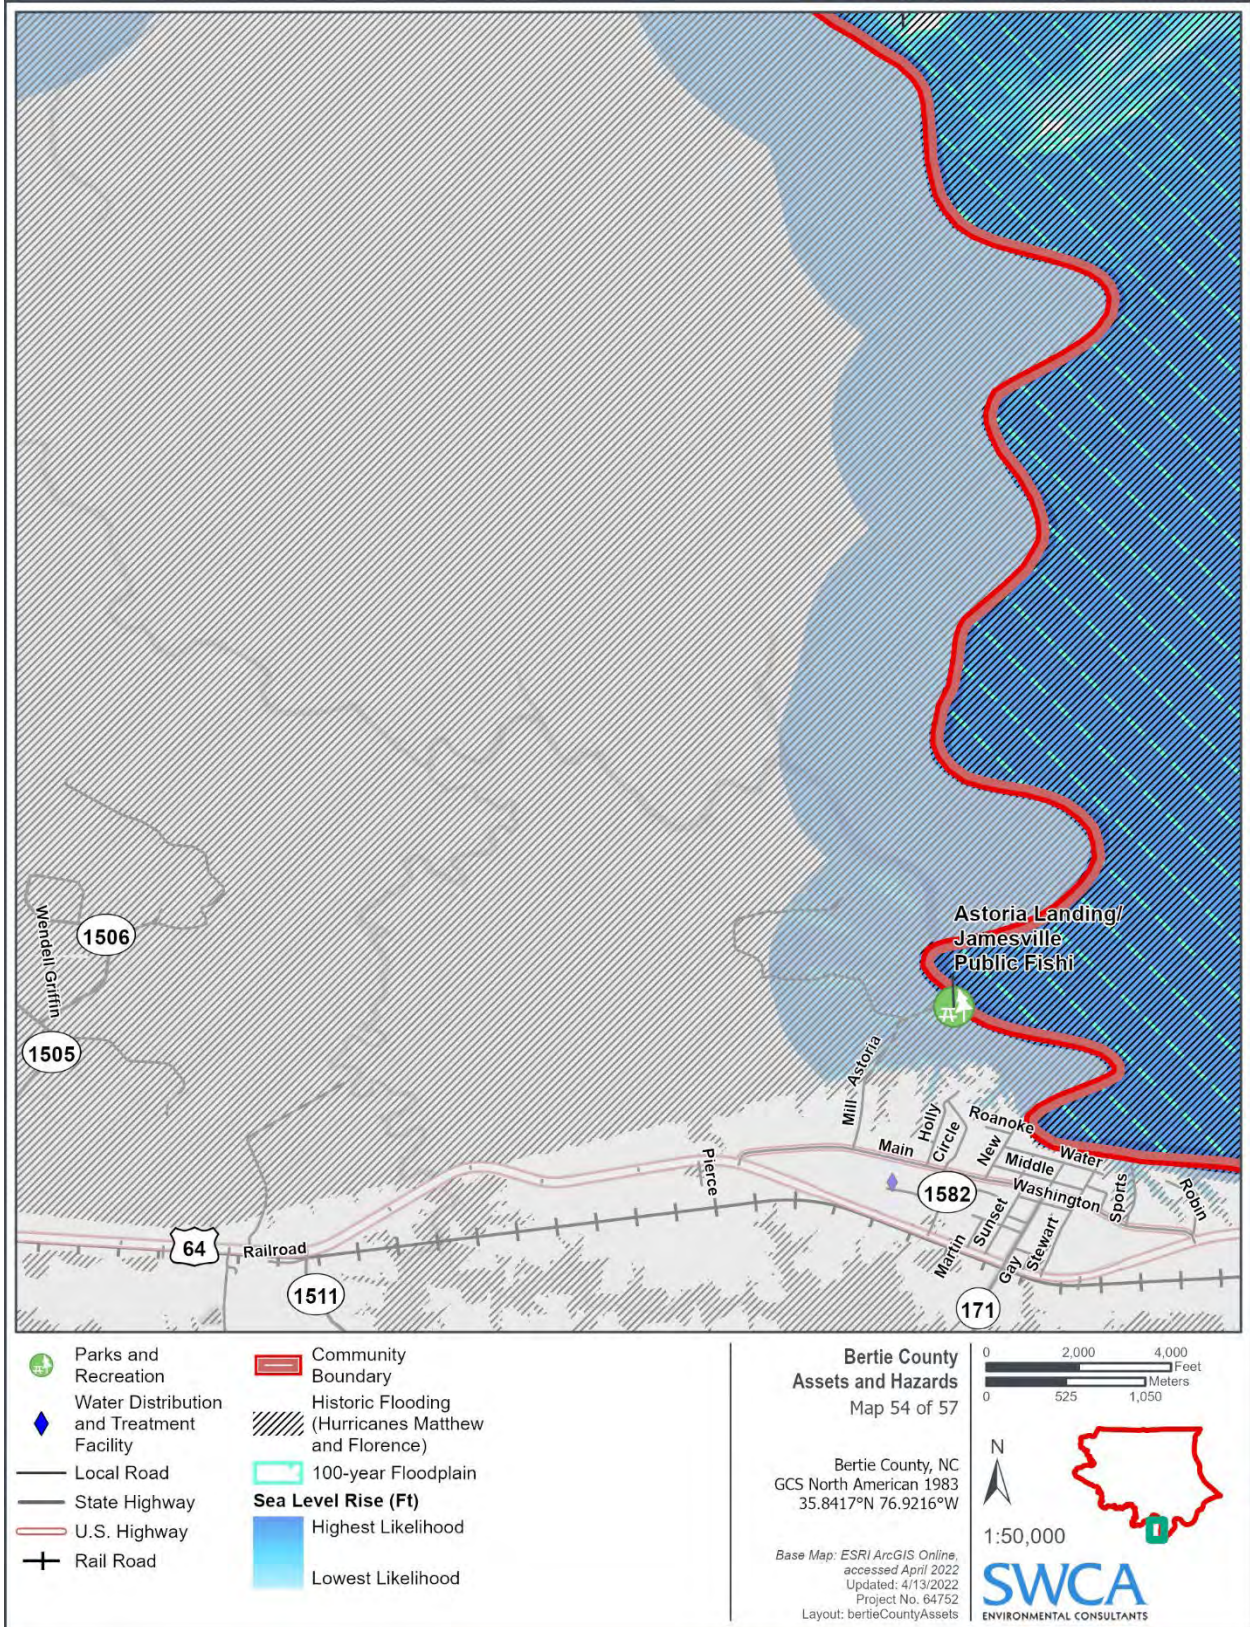 Astoria Landing/
Jamesville
Public Fishi
Wendell Griffin
1506
1505
Mill Astoria
Holly
Circle
Roanoke
New
Main
Middle
Water
Pierce
1582
Washington
Sports
Robin
Sunset
Martin
Stewart
Gay
64
Railroad
1511
171
Parks and
Recreation
Water Distribution
and Treatment
Facility
Local Road
State Highway
U.S. Highway
Rail Road
Community
Boundary
Historic Flooding
(Hurricanes Matthew
and Florence)
100-year Floodplain
Sea Level Rise (Ft)
Highest Likelihood
Lowest Likelihood
Bertie County
Assets and Hazards
Map 54 of 57
Bertie County, NC
GCS North American 1983
35.8417°N 76.9216°W
Base Map: ESRI ArcGIS Online,
accessed April 2022
Updated: 4/13/2022
Project No. 64752
Layout: bertieCountyAssets
0 2,000 4,000
Feet
Meters
0 525 1,050
N
1:50,000
SWCA
ENVIRONMENTAL CONSULTANTS